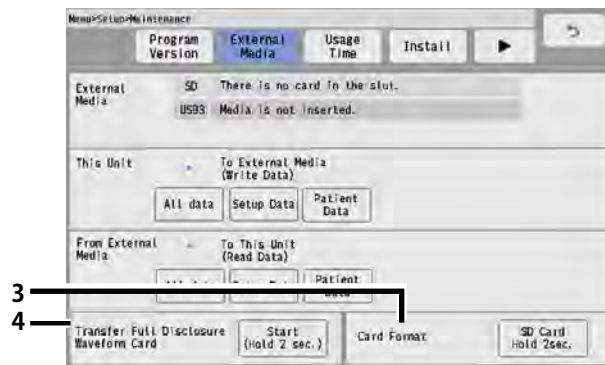 Menu>Setup>Maintenance
Program Version
External Media
Usage Time
Install
External Media
SD There is no card in the slot.
USB3 Media is not inserted.
This Unit
To External Media (Write Data)
All data
Setup Data
Patient Data
From External Media
To This Unit (Read Data)
Patient
3
4
Transfer Full Disclosure Waveform Card
Start (Hold 2 sec.)
Card Format
SD Card Hold 2sec.